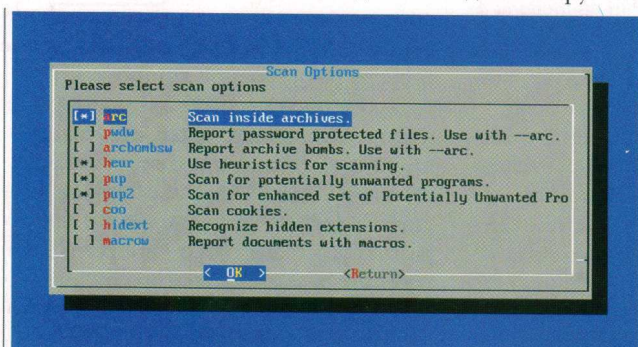 Scan Options
Please select scan options
[*] arc Scan inside archives.
[ ] pwdw Report password protected files. Use with --arc.
[ ] arcbombsw Report archive bombs. Use with --arc.
[*] heur Use heuristics for scanning.
[*] pup Scan for potentially unwanted programs.
[*] pup2 Scan for enhanced set of Potentially Unwanted Pro
[ ] coo Scan cookies.
[ ] hidext Recognize hidden extensions.
[ ] macrow Report documents with macros.
< OK > <Return>